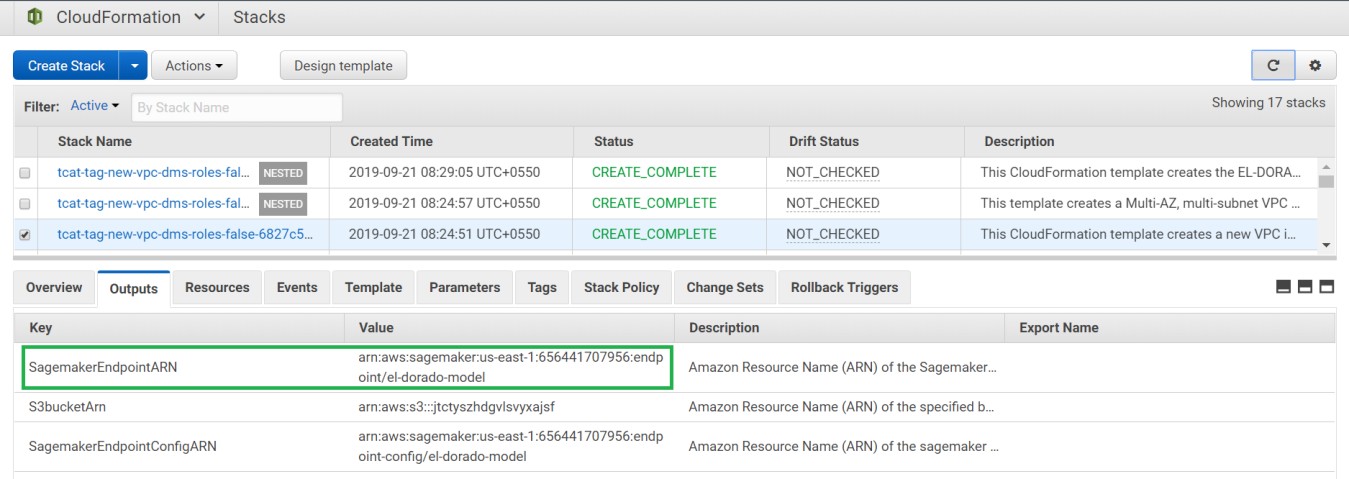 CloudFormation Stacks
Create Stack Actions Design template
Filter: Active By Stack Name Showing 17 stacks
Stack Name Created Time Status Drift Status Description
tcat-tag-new-vpc-dms-roles-fal... NESTED 2019-09-21 08:29:05 UTC+0550 CREATE_COMPLETE NOT_CHECKED This CloudFormation template creates the EL-DORA...
tcat-tag-new-vpc-dms-roles-fal... NESTED 2019-09-21 08:24:57 UTC+0550 CREATE_COMPLETE NOT_CHECKED This template creates a Multi-AZ, multi-subnet VPC ...
tcat-tag-new-vpc-dms-roles-false-6827c5... 2019-09-21 08:24:51 UTC+0550 CREATE_COMPLETE NOT_CHECKED This CloudFormation template creates a new VPC i...
Overview Outputs Resources Events Template Parameters Tags Stack Policy Change Sets Rollback Triggers
Key Value Description Export Name
SagemakerEndpointARN arn:aws:sagemaker:us-east-1:656441707956:endp
oint/el-dorado-model Amazon Resource Name (ARN) of the Sagemaker...
S3bucketArn arn:aws:s3:::jtctyszhdgvlsvyxajsf Amazon Resource Name (ARN) of the specified b...
SagemakerEndpointConfigARN arn:aws:sagemaker:us-east-1:656441707956:endp
oint-config/el-dorado-model Amazon Resource Name (ARN) of the sagemaker ...